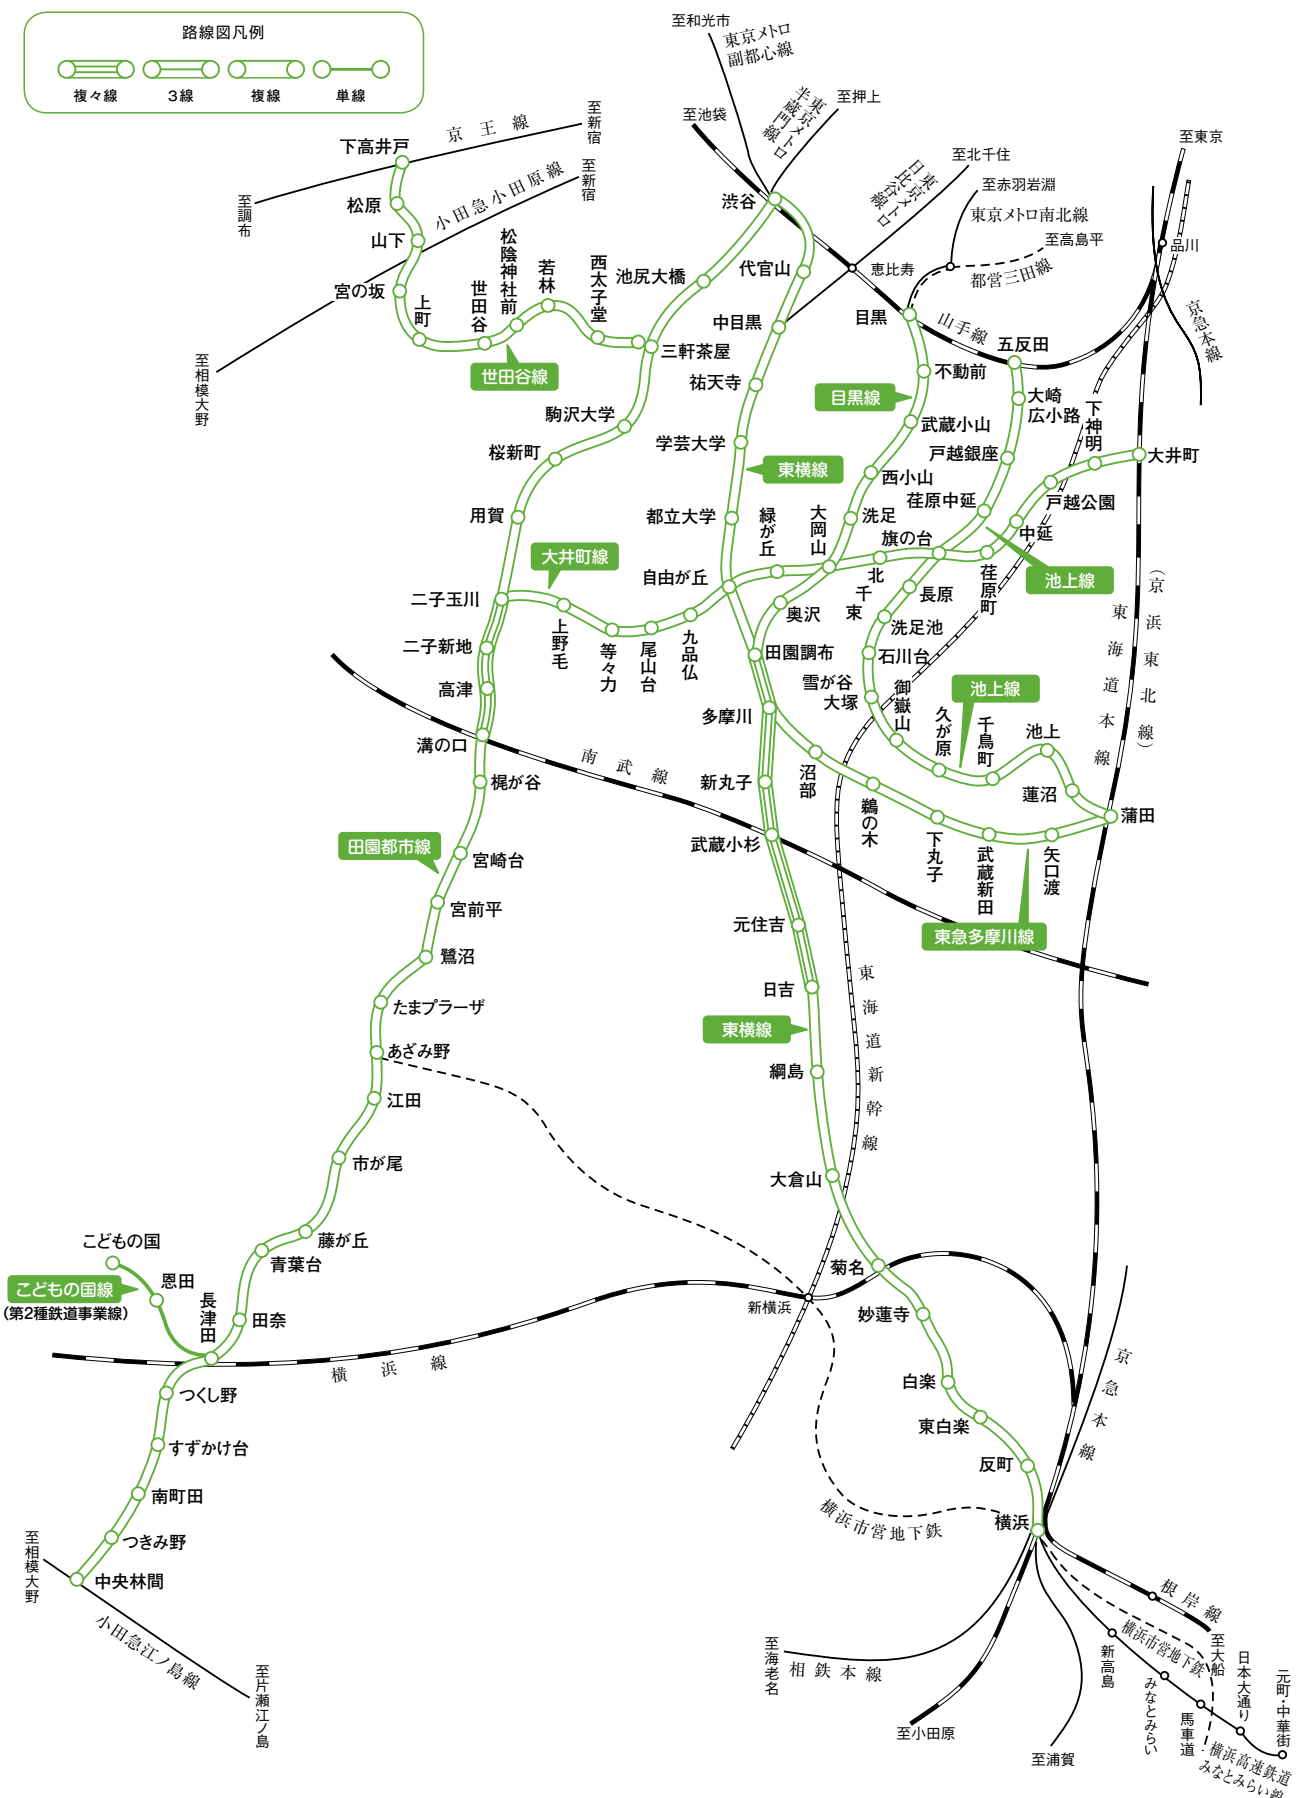 路線図凡例
複々線
3線
複線
単線
至和光市
東京メトロ
副都心線
至池袋
東京メトロ
半蔵門線
至押上
至北千住
東京メトロ
日比谷線
至赤羽岩淵
東京メトロ南北線
至高島平
都営三田線
至東京
品川
京急本線
京王線
至新宿
至調布
小田急小田原線
至新宿
至相模大野
下高井戸
松原
山下
宮の坂
上町
世田谷
松陰神社前
若林
西太子堂
世田谷線
渋谷
池尻大橋
三軒茶屋
駒沢大学
桜新町
用賀
二子玉川
二子新地
高津
溝の口
梶が谷
田園都市線
宮崎台
宮前平
鷺沼
たまプラーザ
あざみ野
江田
市が尾
藤が丘
青葉台
田奈
長津田
つくし野
すずかけ台
南町田
つきみ野
中央林間
こどもの国
こどもの国線
(第2種鉄道事業線)
恩田
横浜線
至相模大野
小田急江ノ島線
至片瀬江ノ島
代官山
恵比寿
中目黒
祐天寺
学芸大学
東横線
都立大学
自由が丘
田園調布
多摩川
新丸子
武蔵小杉
元住吉
日吉
東横線
綱島
大倉山
菊名
妙蓮寺
白楽
東白楽
反町
横浜
目黒
山手線
不動前
目黒線
武蔵小山
西小山
洗足
大岡山
奥沢
五反田
大崎
広小路
戸越銀座
荏原中延
旗の台
長原
洗足池
石川台
雪が谷
大塚
御嶽山
久が原
池上線
千鳥町
池上
蓮沼
蒲田
池上線
大井町
下神明
戸越公園
中延
荏原町
北千束
緑が丘
九品仏
尾山台
等々力
上野毛
大井町線
沼部
鵜の木
下丸子
武蔵新田
矢口渡
東急多摩川線
南武線
東海道本線
(京浜東北線)
東海道新幹線
新横浜
横浜市営地下鉄
京急本線
根岸線
至大船
横浜市営地下鉄
新高島
みなとみらい
馬車道
日本大通り
元町・中華街
横浜高速鉄道
みなとみらい線
至海老名
相鉄本線
至小田原
至浦賀